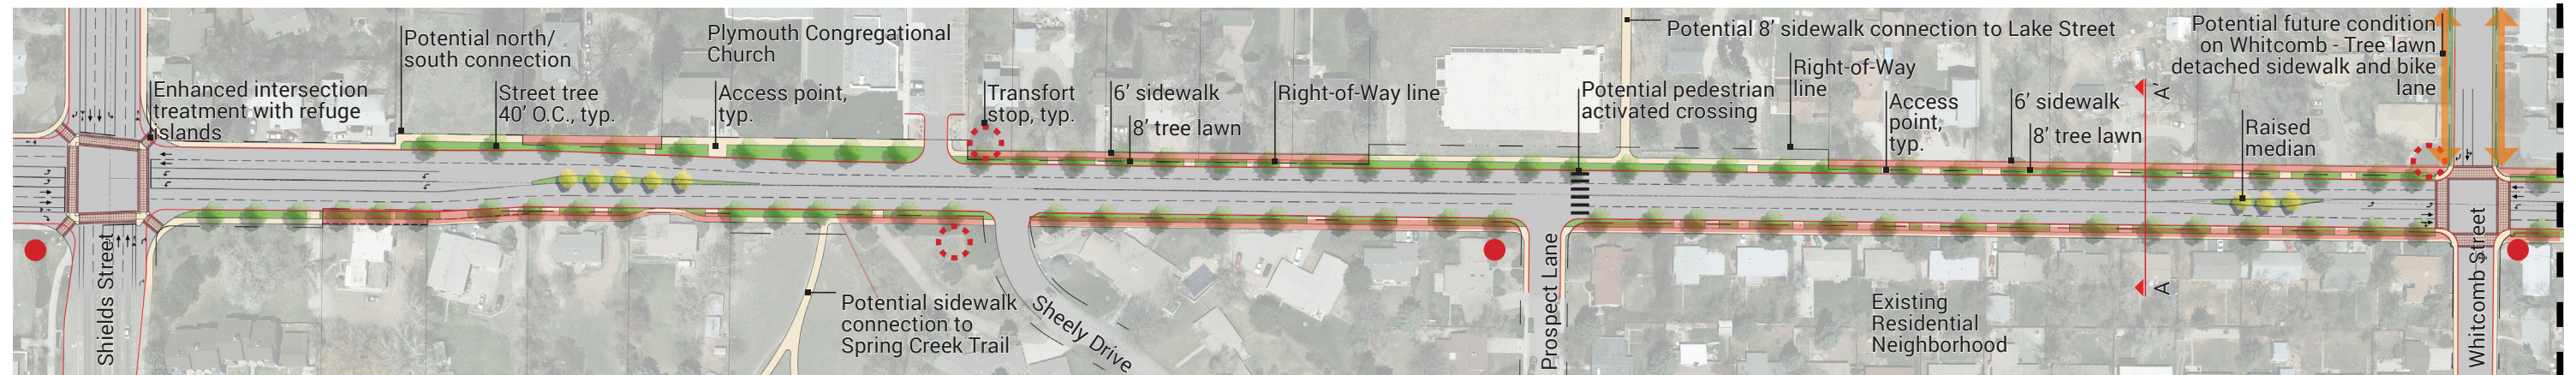 Enhanced intersection
treatment with refuge
islands
Potential north/
south connection
Street tree
40’ O.C., typ.
Plymouth Congregational
Church
Access point,
typ.
Transfort
stop, typ.
6’ sidewalk
8’ tree lawn
Right-of-Way line
Potential pedestrian
activated crossing
Potential 8’ sidewalk connection to Lake Street
Right-of-Way
line
Access
point,
typ.
6’ sidewalk
8’ tree lawn
A’
Potential future condition
on Whitcomb - Tree lawn
detached sidewalk and bike
lane
Raised
median
Shields Street
Potential sidewalk
connection to
Spring Creek Trail
Sheely Drive
Prospect Lane
Existing
Residential
Neighborhood
A
Whitcomb Street